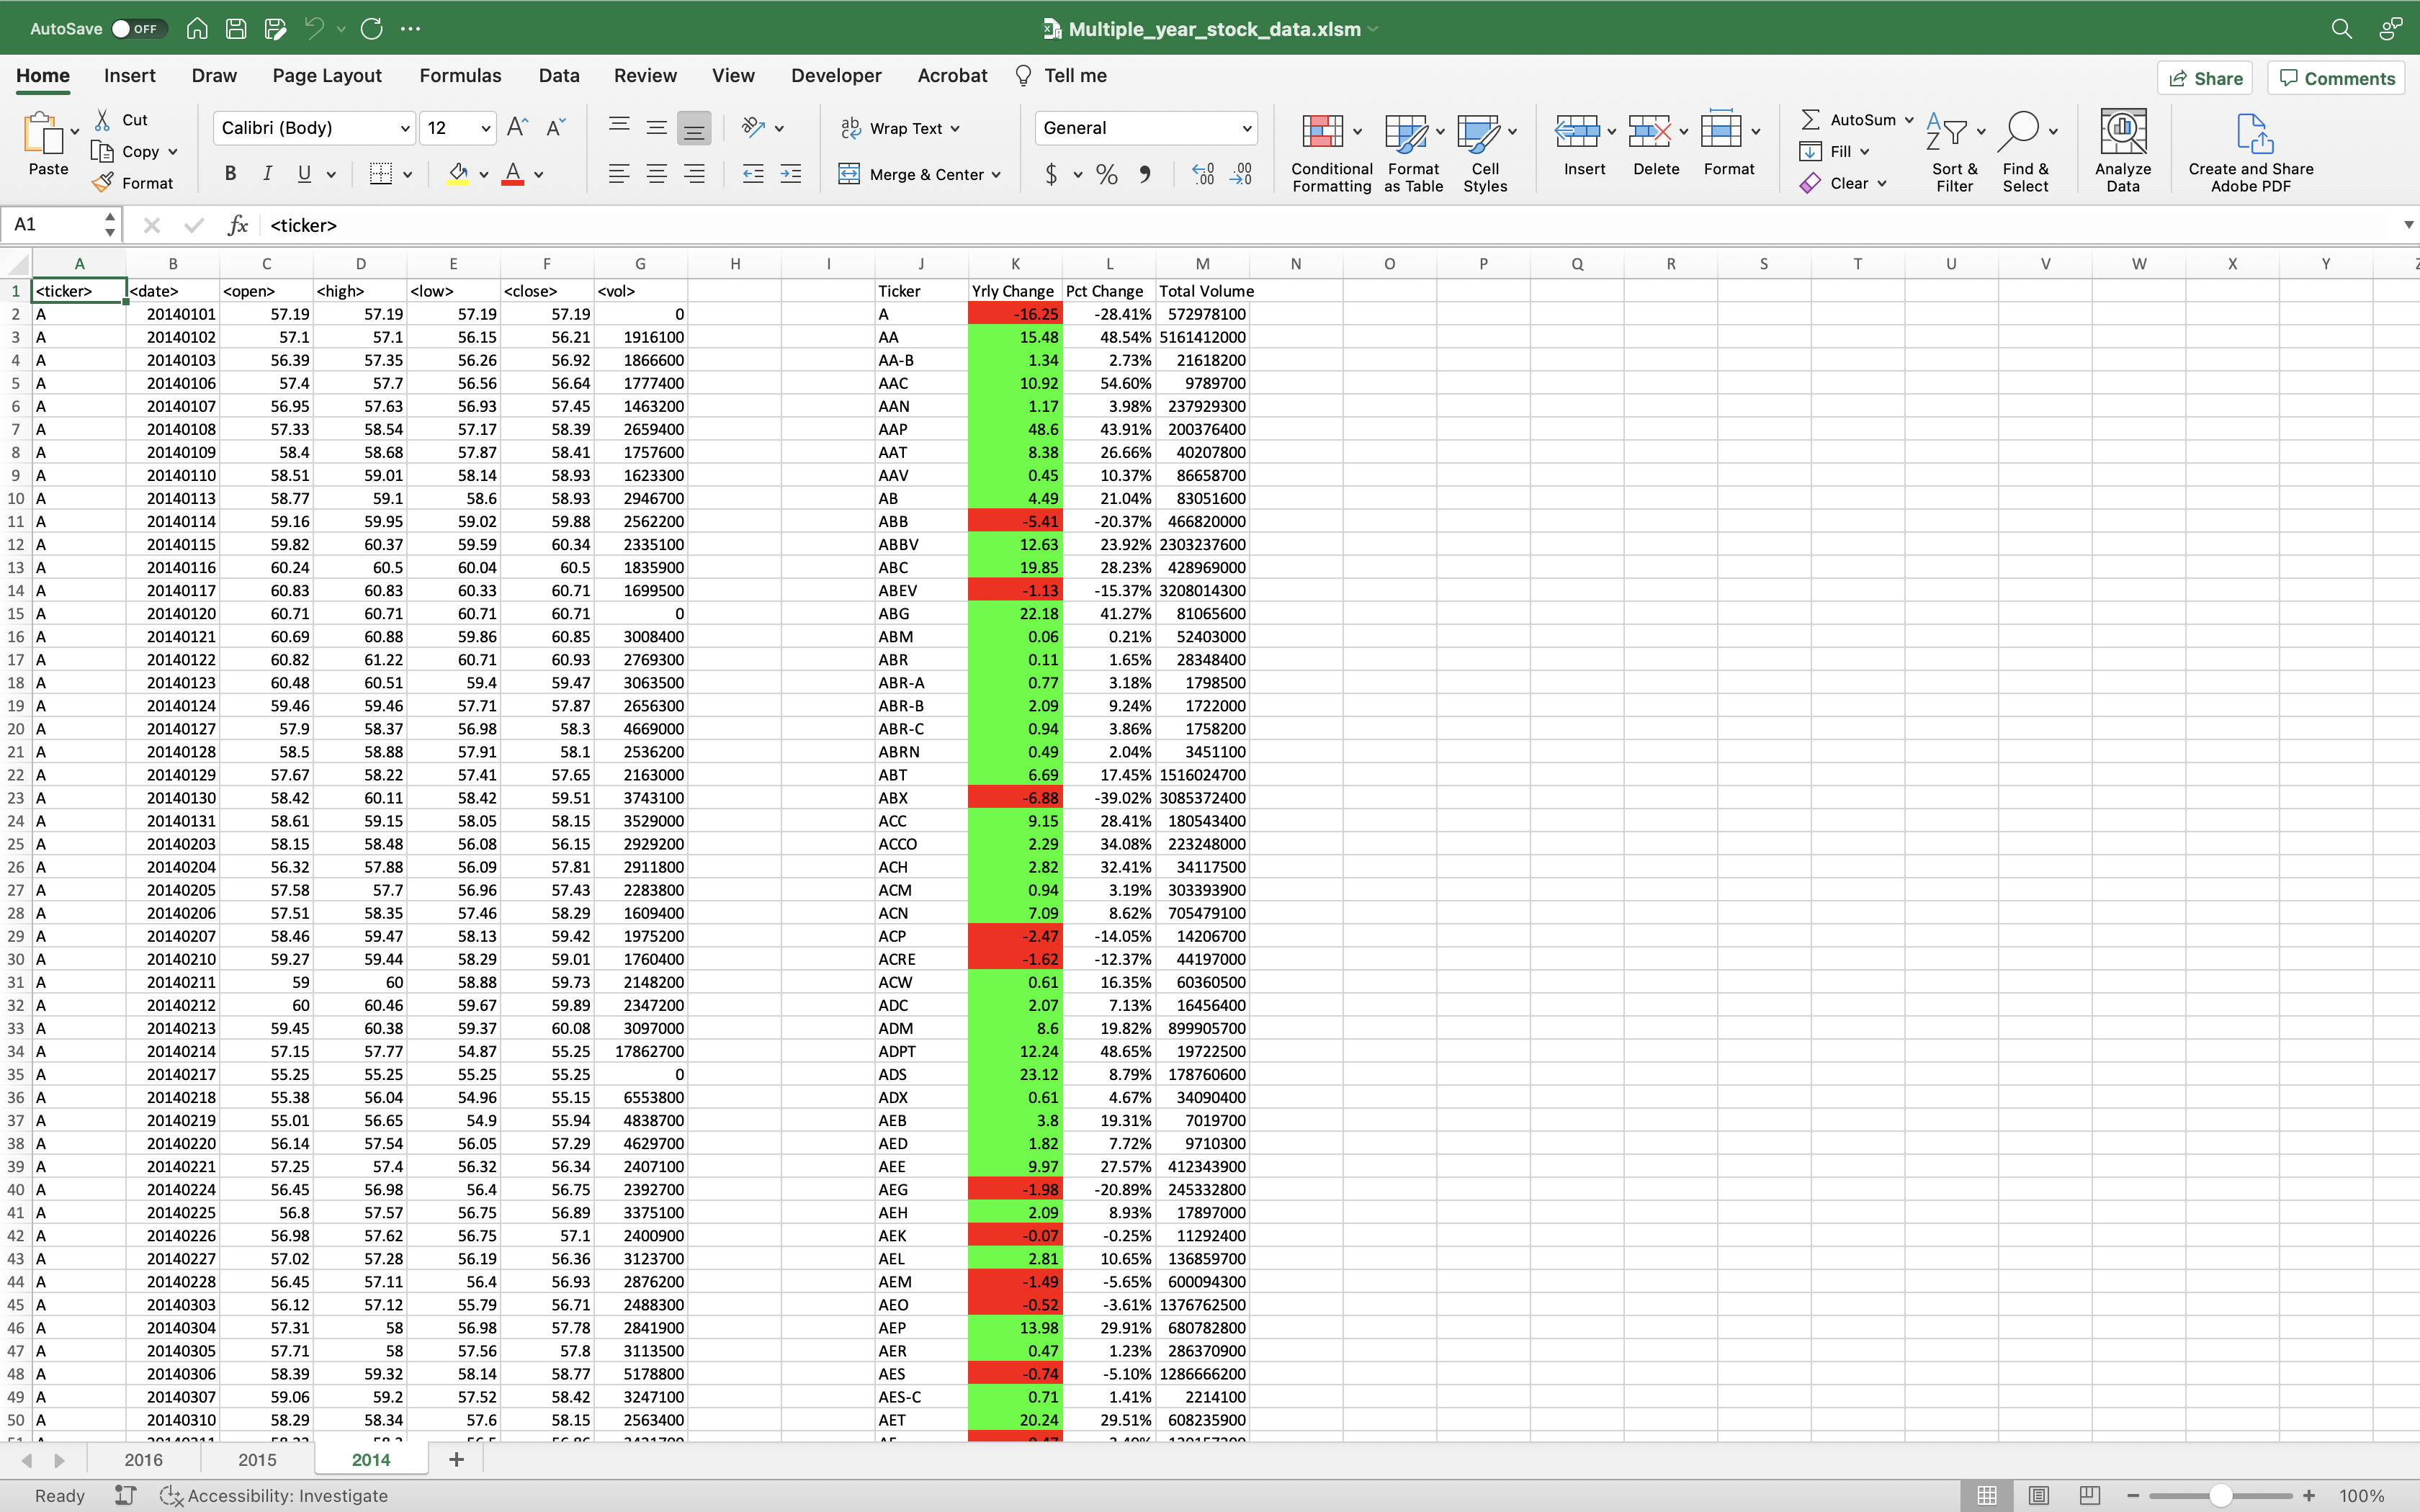 AutoSave OFF Multiple_year_stock_data.xlsm
Home Insert Draw Page Layout Formulas Data Review View Developer Acrobat Tell me Share Comments
Paste Cut Copy Format
Calibri (Body) 12
B I U
Wrap Text
Merge & Center
General
$ %
Conditional Formatting Format as Table Cell Styles
Insert Delete Format
AutoSum Fill Clear
Sort & Filter Find & Select
Analyze Data
Create and Share Adobe PDF
A1 fx <ticker>
A B C D E F G H I J K L M N O P Q R S T U V W X Y
1 <ticker> <date> <open> <high> <low> <close> <vol> Ticker Yrly Change Pct Change Total Volume
2 A 20140101 57.19 57.19 57.19 57.19 0 A -16.25 -28.41% 572978100
3 A 20140102 57.1 57.1 56.15 56.21 1916100 AA 15.48 48.54% 5161412000
4 A 20140103 56.39 57.35 56.26 56.92 1866600 AA-B 1.34 2.73% 21618200
5 A 20140106 57.4 57.7 56.56 56.64 1777400 AAC 10.92 54.60% 9789700
6 A 20140107 56.95 57.63 56.93 57.45 1463200 AAN 1.17 3.98% 237929300
7 A 20140108 57.33 58.54 57.17 58.39 2659400 AAP 48.6 43.91% 200376400
8 A 20140109 58.4 58.68 57.87 58.41 1757600 AAT 8.38 26.66% 40207800
9 A 20140110 58.51 59.01 58.14 58.93 1623300 AAV 0.45 10.37% 86658700
10 A 20140113 58.77 59.1 58.6 58.93 2946700 AB 4.49 21.04% 83051600
11 A 20140114 59.16 59.95 59.02 59.88 2562200 ABB -5.41 -20.37% 466820000
12 A 20140115 59.82 60.37 59.59 60.34 2335100 ABBV 12.63 23.92% 2303237600
13 A 20140116 60.24 60.5 60.04 60.5 1835900 ABC 19.85 28.23% 428969000
14 A 20140117 60.83 60.83 60.33 60.71 1699500 ABEV -1.13 -15.37% 3208014300
15 A 20140120 60.71 60.71 60.71 60.71 0 ABG 22.18 41.27% 81065600
16 A 20140121 60.69 60.88 59.86 60.85 3008400 ABM 0.06 0.21% 52403000
17 A 20140122 60.82 61.22 60.71 60.93 2769300 ABR 0.11 1.65% 28348400
18 A 20140123 60.48 60.51 59.4 59.47 3063500 ABR-A 0.77 3.18% 1798500
19 A 20140124 59.46 59.46 57.71 57.87 2656300 ABR-B 2.09 9.24% 1722000
20 A 20140127 57.9 58.37 56.98 58.3 4669000 ABR-C 0.94 3.86% 1758200
21 A 20140128 58.5 58.88 57.91 58.1 2536200 ABRN 0.49 2.04% 3451100
22 A 20140129 57.67 58.22 57.41 57.65 2163000 ABT 6.69 17.45% 1516024700
23 A 20140130 58.42 60.11 58.42 59.51 3743100 ABX -6.88 -39.02% 3085372400
24 A 20140131 58.61 59.15 58.05 58.15 3529000 ACC 9.15 28.41% 180543400
25 A 20140203 58.15 58.48 56.08 56.15 2929200 ACCO 2.29 34.08% 223248000
26 A 20140204 56.32 57.88 56.09 57.81 2911800 ACH 2.82 32.41% 34117500
27 A 20140205 57.58 57.7 56.96 57.43 2283800 ACM 0.94 3.19% 303393900
28 A 20140206 57.51 58.35 57.46 58.29 1609400 ACN 7.09 8.62% 705479100
29 A 20140207 58.46 59.47 58.13 59.42 1975200 ACP -2.47 -14.05% 14206700
30 A 20140210 59.27 59.44 58.29 59.01 1760400 ACRE -1.62 -12.37% 44197000
31 A 20140211 59 60 58.88 59.73 2148200 ACW 0.61 16.35% 60360500
32 A 20140212 60 60.46 59.67 59.89 2347200 ADC 2.07 7.13% 16456400
33 A 20140213 59.45 60.38 59.37 60.08 3097000 ADM 8.6 19.82% 899905700
34 A 20140214 57.15 57.77 54.87 55.25 17862700 ADPT 12.24 48.65% 19722500
35 A 20140217 55.25 55.25 55.25 55.25 0 ADS 23.12 8.79% 178760600
36 A 20140218 55.38 56.04 54.96 55.15 6553800 ADX 0.61 4.67% 34090400
37 A 20140219 55.01 56.65 54.9 55.94 4838700 AEB 3.8 19.31% 7019700
38 A 20140220 56.14 57.54 56.05 57.29 4629700 AED 1.82 7.72% 9710300
39 A 20140221 57.25 57.4 56.32 56.34 2407100 AEE 9.97 27.57% 412343900
40 A 20140224 56.45 56.98 56.4 56.75 2392700 AEG -1.98 -20.89% 245332800
41 A 20140225 56.8 57.57 56.75 56.89 3375100 AEH 2.09 8.93% 17897000
42 A 20140226 56.98 57.62 56.75 57.1 2400900 AEK -0.07 -0.25% 11292400
43 A 20140227 57.02 57.28 56.19 56.36 3123700 AEL 2.81 10.65% 136859700
44 A 20140228 56.45 57.11 56.4 56.93 2876200 AEM -1.49 -5.65% 600094300
45 A 20140303 56.12 57.12 55.79 56.71 2488300 AEO -0.52 -3.61% 1376762500
46 A 20140304 57.31 58 56.98 57.78 2841900 AEP 13.98 29.91% 680782800
47 A 20140305 57.71 58 57.56 57.8 3113500 AER 0.47 1.23% 286370900
48 A 20140306 58.39 59.32 58.14 58.77 5178800 AES -0.74 -5.10% 1286666200
49 A 20140307 59.06 59.2 57.52 58.42 3247100 AES-C 0.71 1.41% 2214100
50 A 20140310 58.29 58.34 57.6 58.15 2563400 AET 20.24 29.51% 608235900
2016 2015 2014 +
Ready Accessibility: Investigate 100%